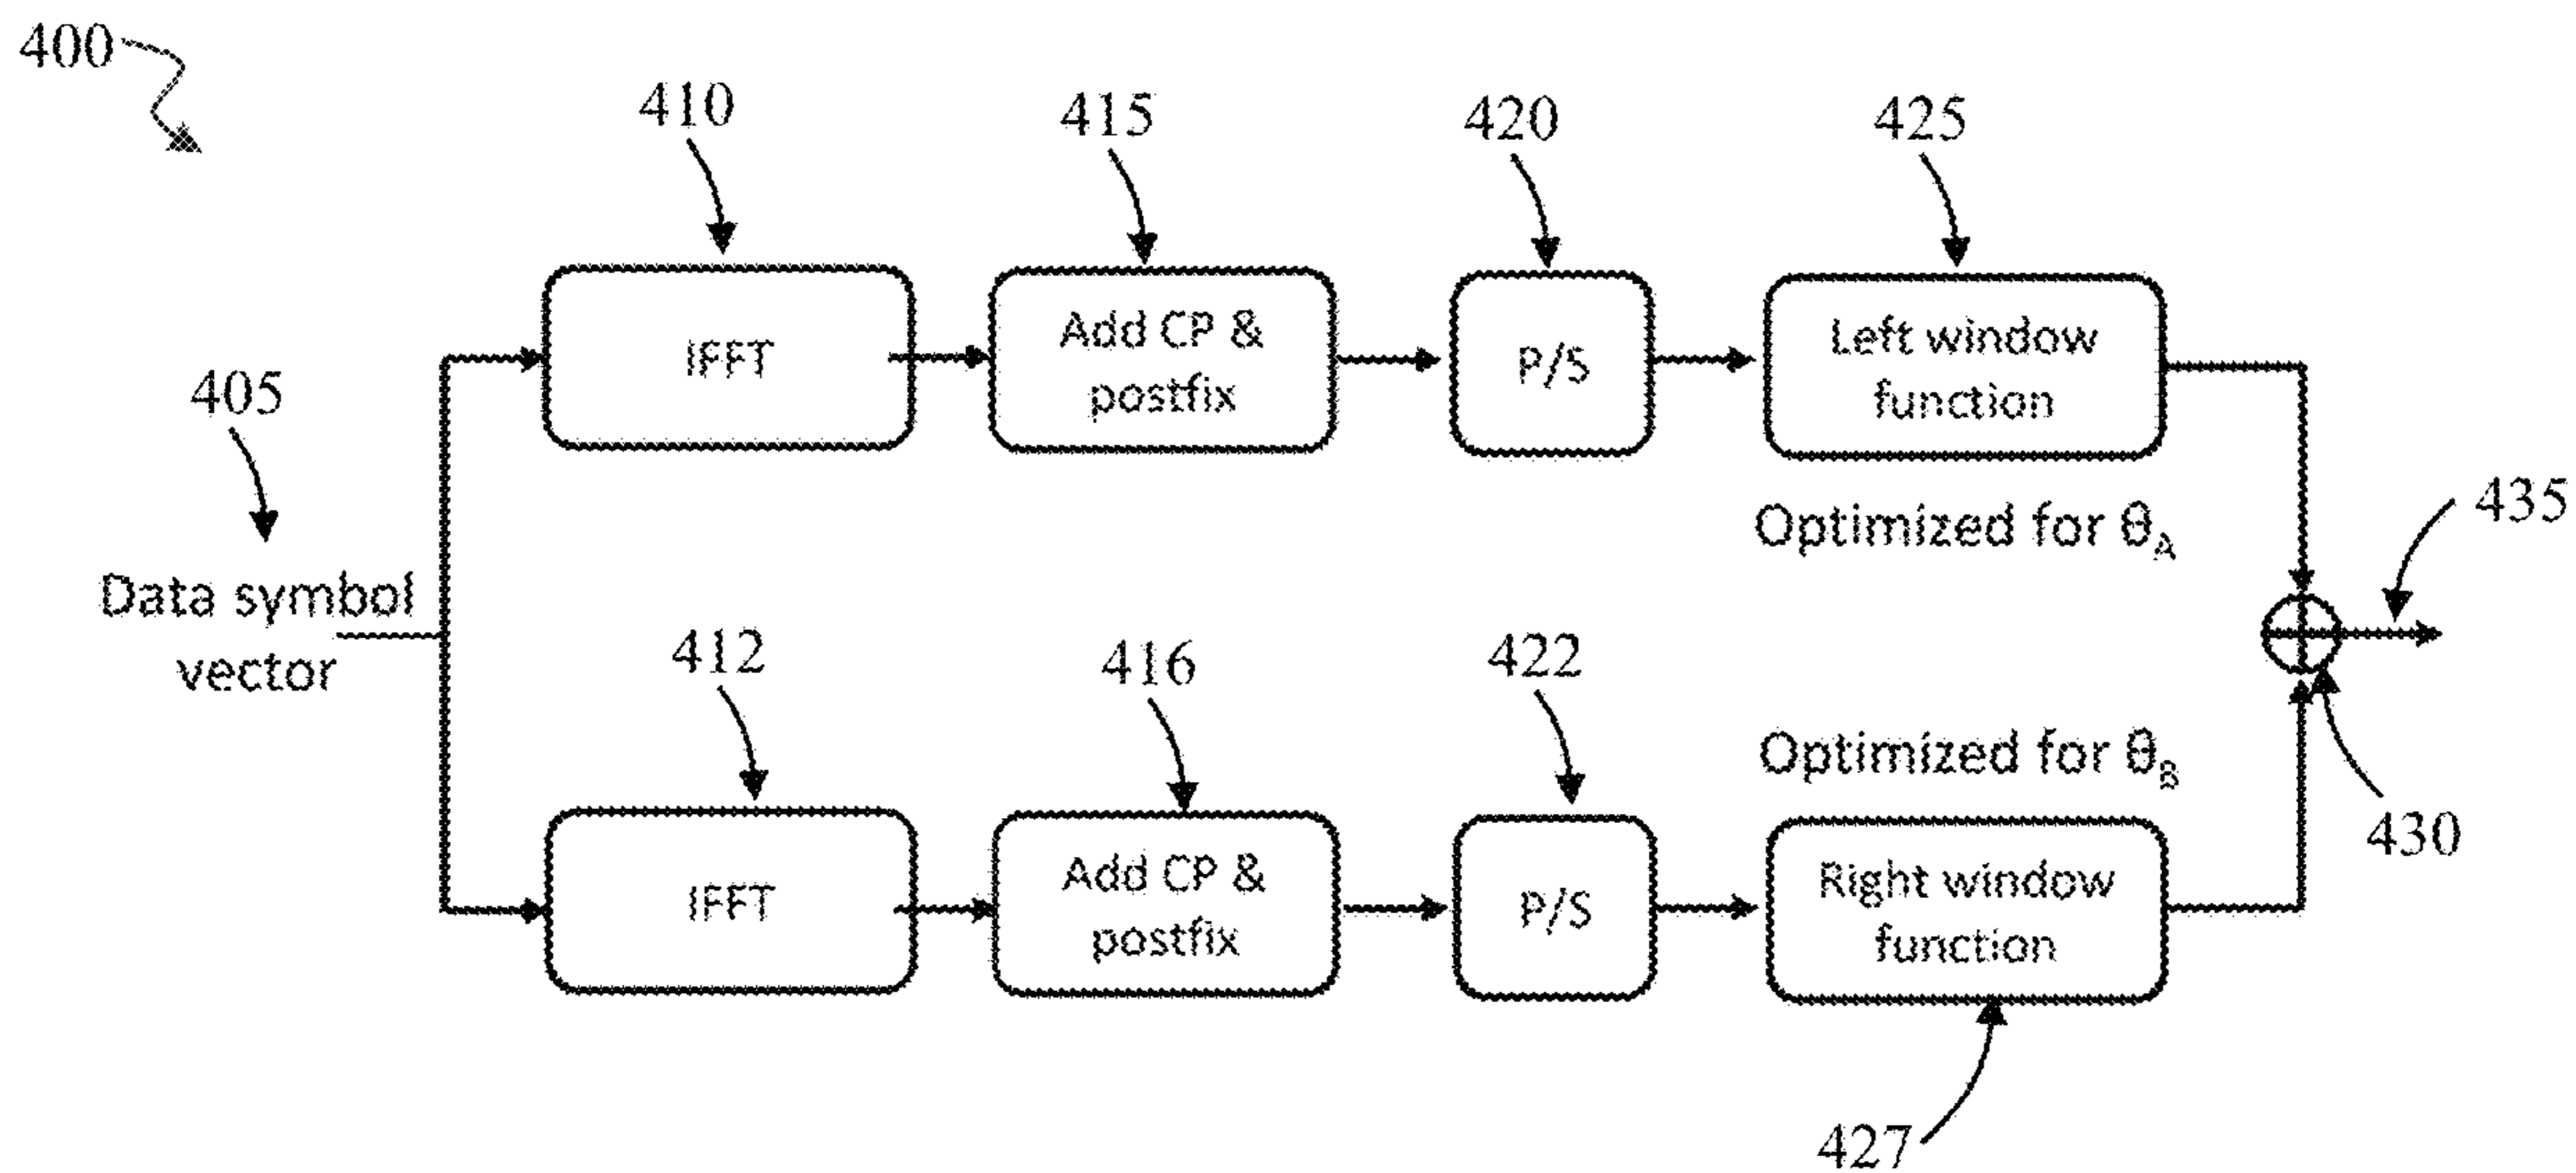 400
410
415
420
425
IFFT
Add CP &
postfix
P/S
Left window
function
405
Optimized for θA
435
Data symbol
vector
412
416
422
Optimized for θB
430
IFFT
Add CP &
postfix
P/S
Right window
function
427